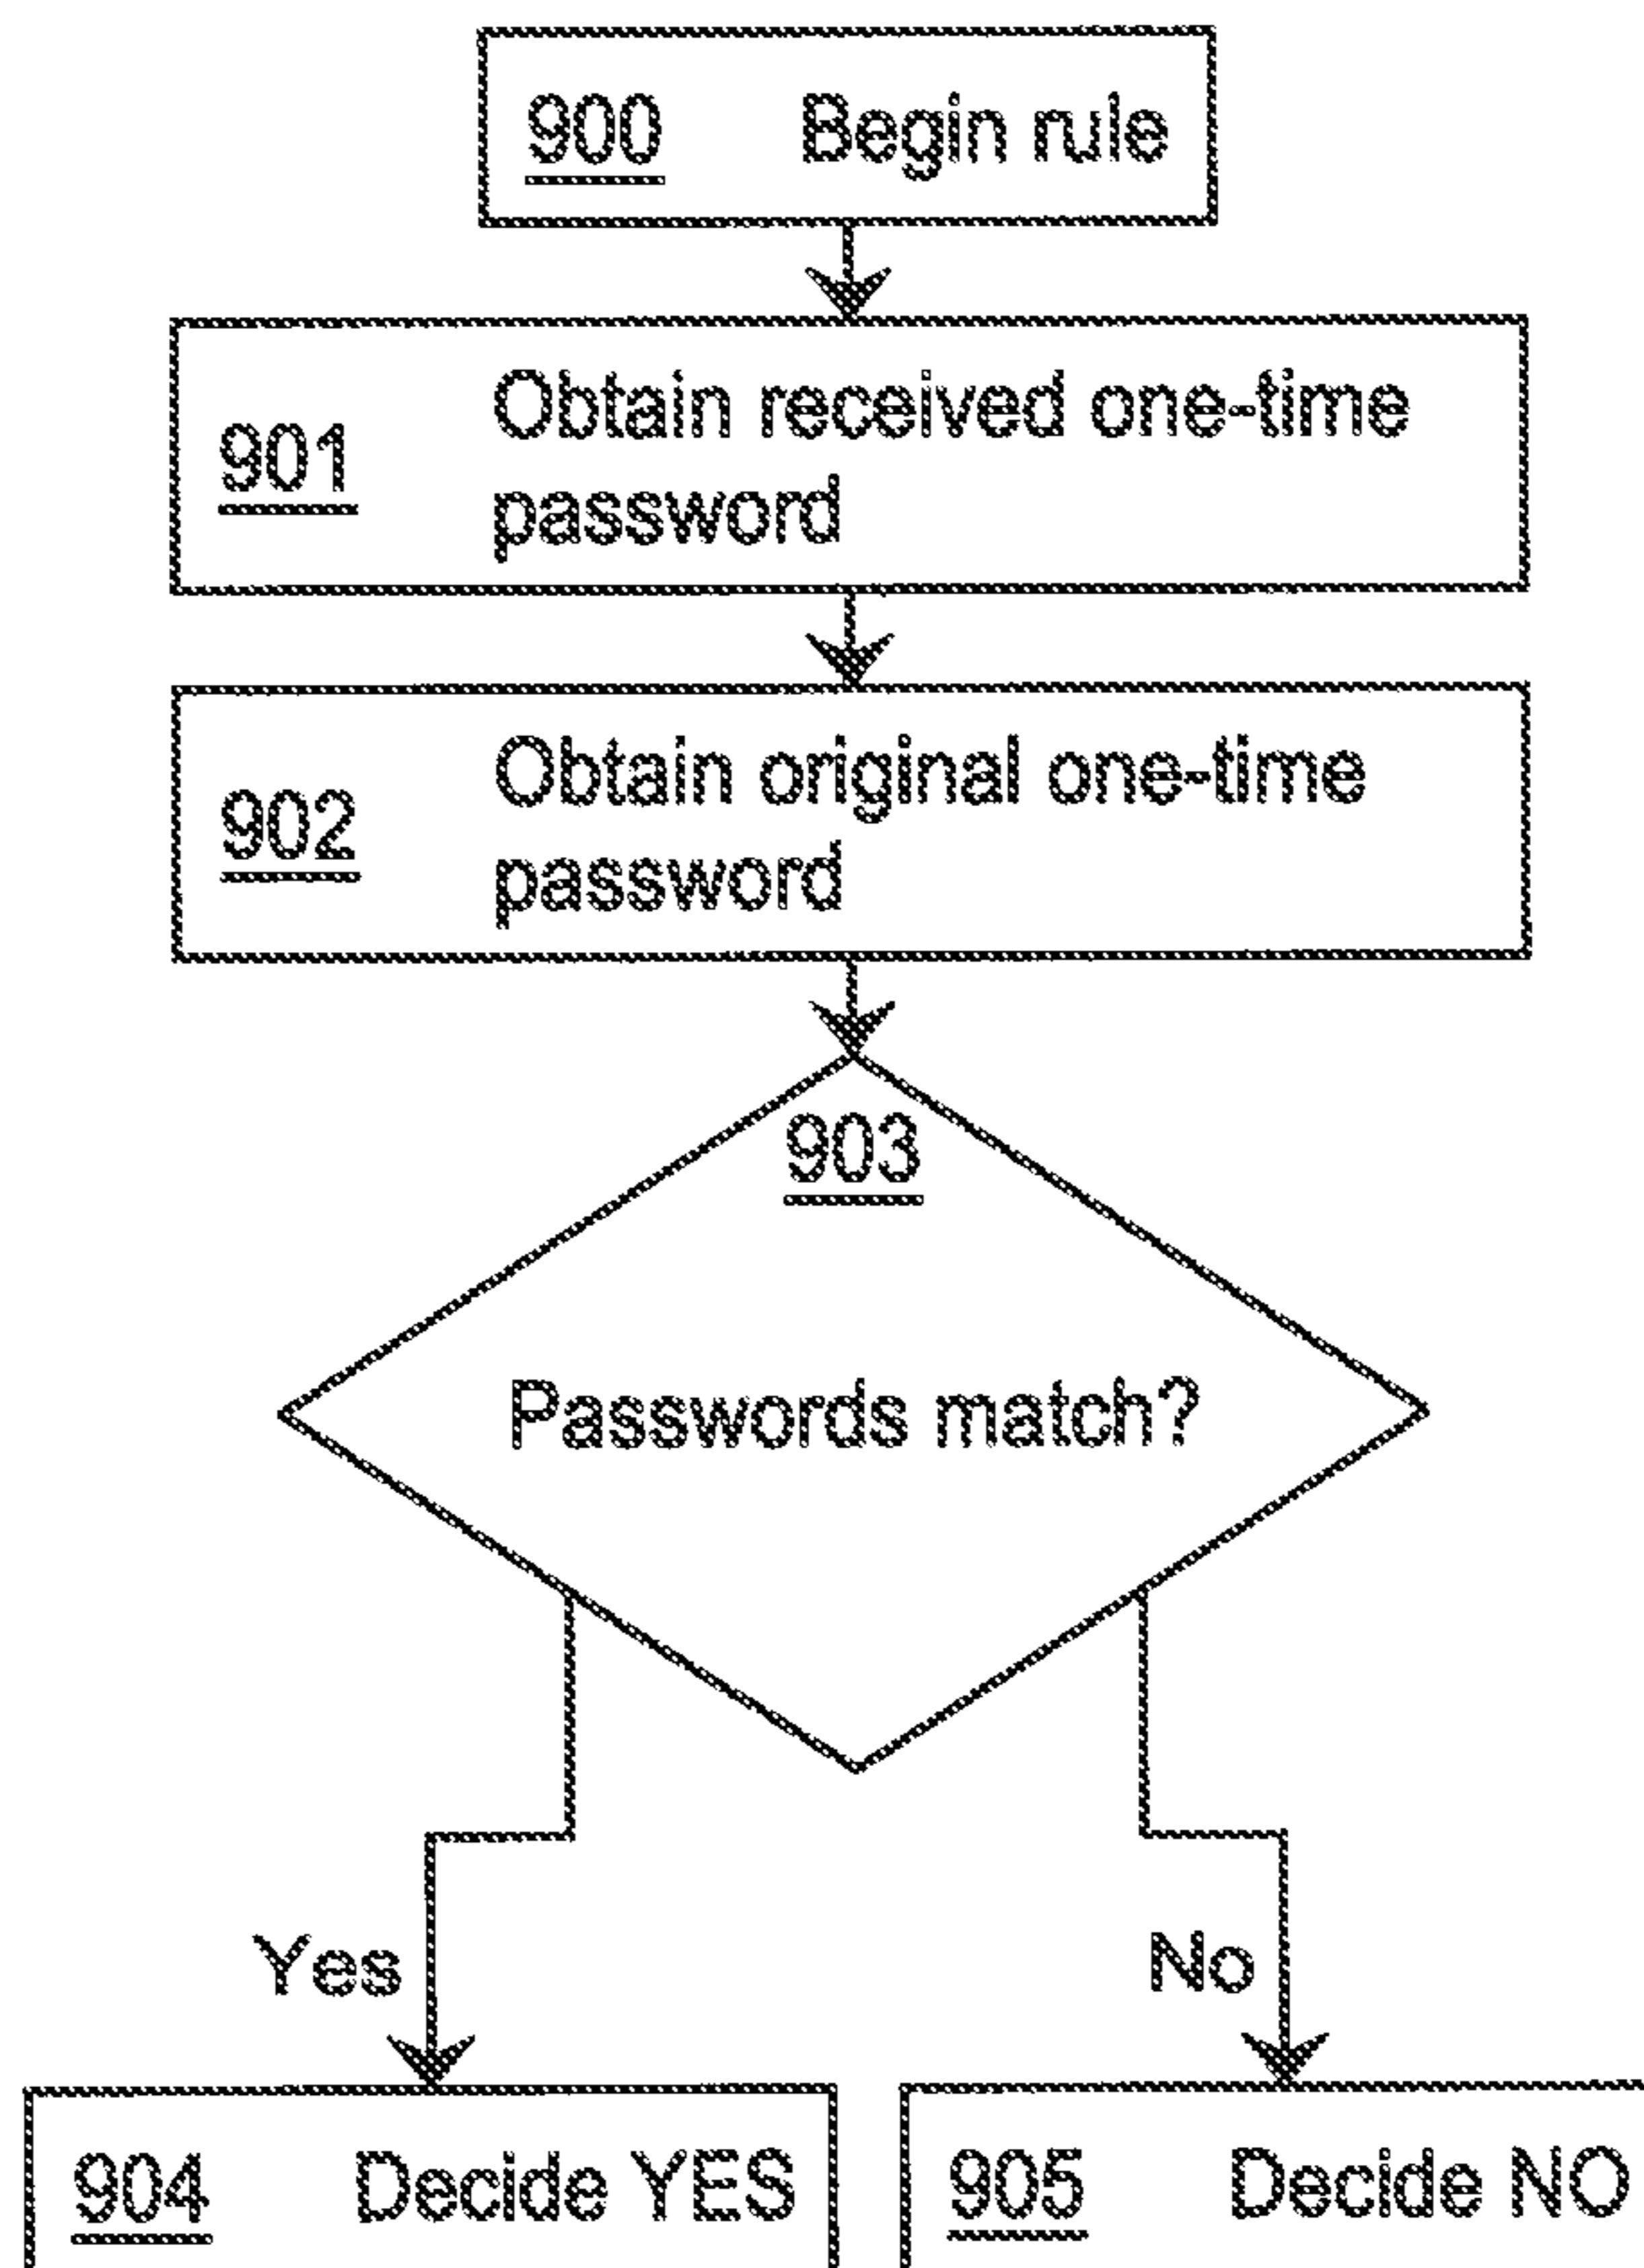 900 Begin rule
901 Obtain received one-time
password
902 Obtain original one-time
password
903
Passwords match?
Yes
No
904 Decide YES
905 Decide NO